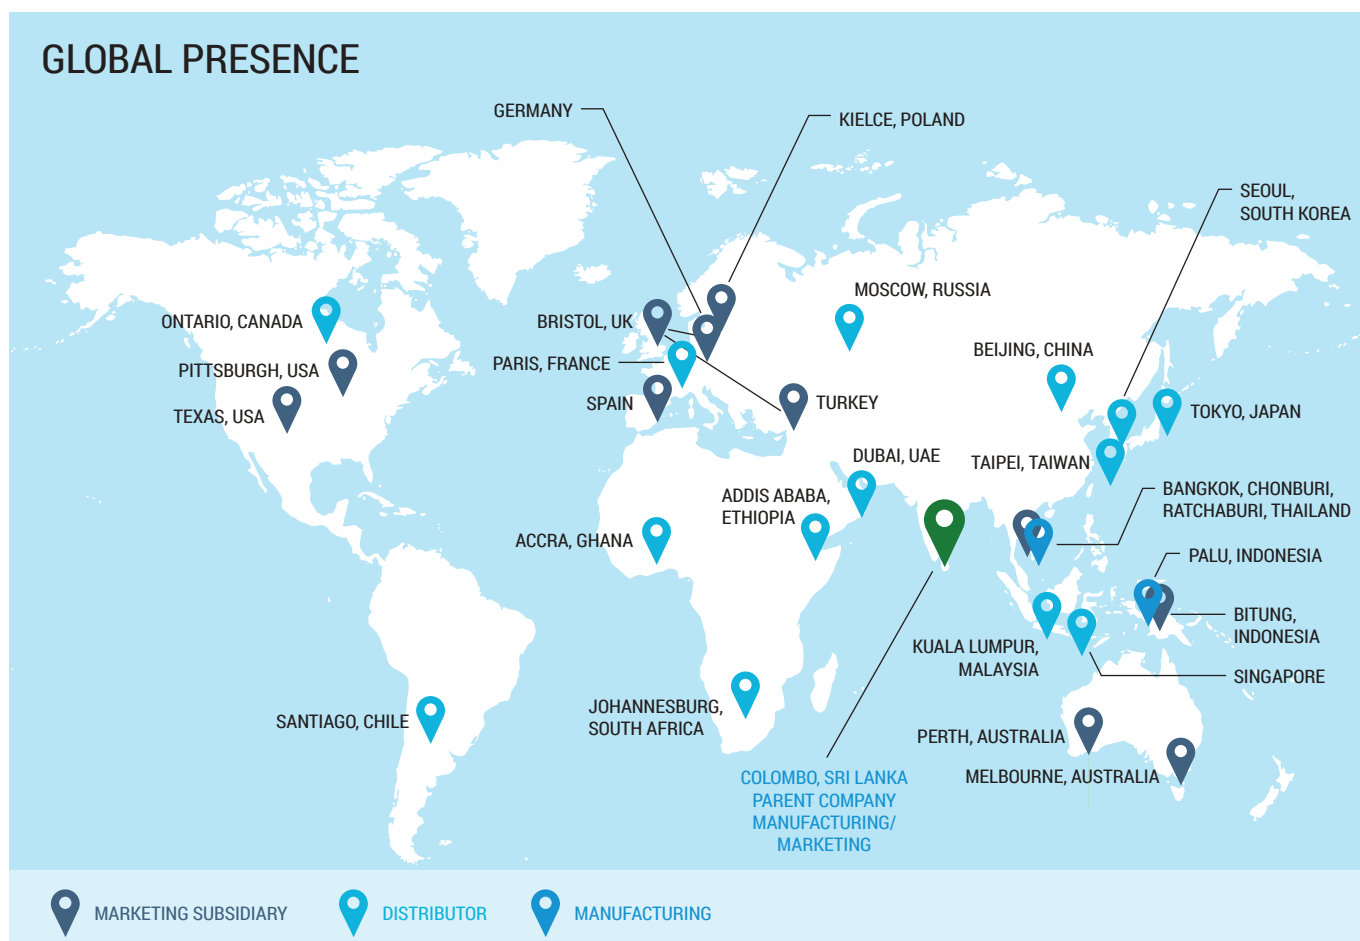 GLOBAL PRESENCE
GERMANY
KIELCE, POLAND
SEOUL,
SOUTH KOREA
MOSCOW, RUSSIA
ONTARIO, CANADA
BRISTOL, UK
BEIJING, CHINA
PARIS, FRANCE
PITTSBURGH, USA
SPAIN
TURKEY
TEXAS, USA
TOKYO, JAPAN
DUBAI, UAE
TAIPEI, TAIWAN
ADDIS ABABA,
ETHIOPIA
BANGKOK, CHONBURI,
RATCHABURI, THAILAND
ACCRA, GHANA
PALU, INDONESIA
BITUNG,
INDONESIA
KUALA LUMPUR,
MALAYSIA
SINGAPORE
JOHANNESBURG,
SOUTH AFRICA
SANTIAGO, CHILE
PERTH, AUSTRALIA
MELBOURNE, AUSTRALIA
COLOMBO, SRI LANKA
PARENT COMPANY
MANUFACTURING/
MARKETING
MARKETING SUBSIDIARY
DISTRIBUTOR
MANUFACTURING